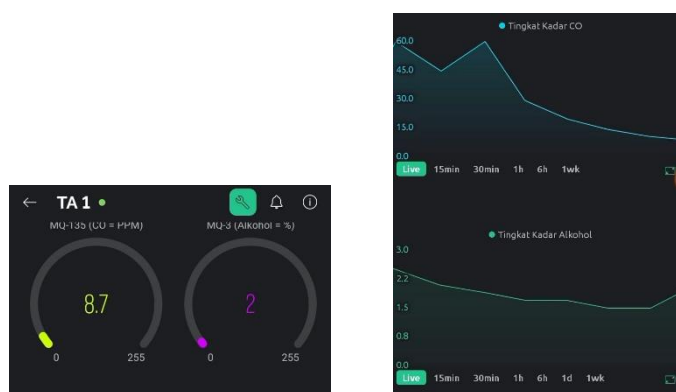 TA 1
MQ-135 (CO = PPM)
MQ-3 (Alkohol = %)
8.7
2
0
255
0
255
Tingkat Kadar CO
60.0
45.0
30.0
15.0
0.0
Live 15min 30min 1h 6h 1wk
Tingkat Kadar Alkohol
3.0
2.2
1.5
0.8
0.0
Live 15min 30min 1h 6h 1d 1wk